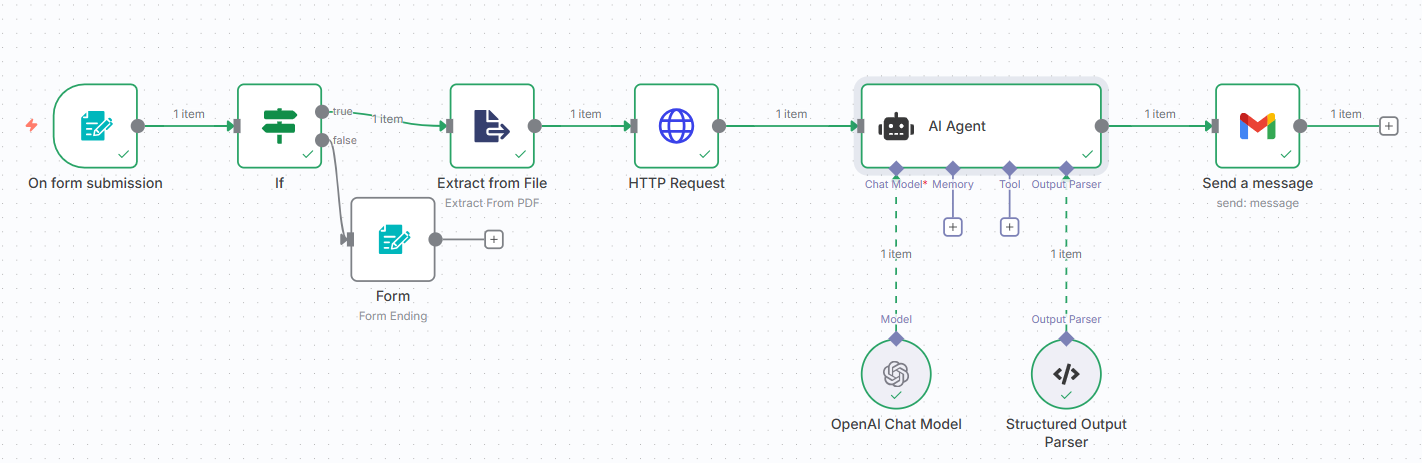 1 item
true
1 item
1 item
1 item
AI Agent
1 item
1 item
false
On form submission
If
Extract from File
Extract From PDF
HTTP Request
Chat Model*
Memory
Tool
Output Parser
Send a message
send: message
1 item
1 item
Form
Form Ending
Model
Output Parser
OpenAI Chat Model
Structured Output
Parser